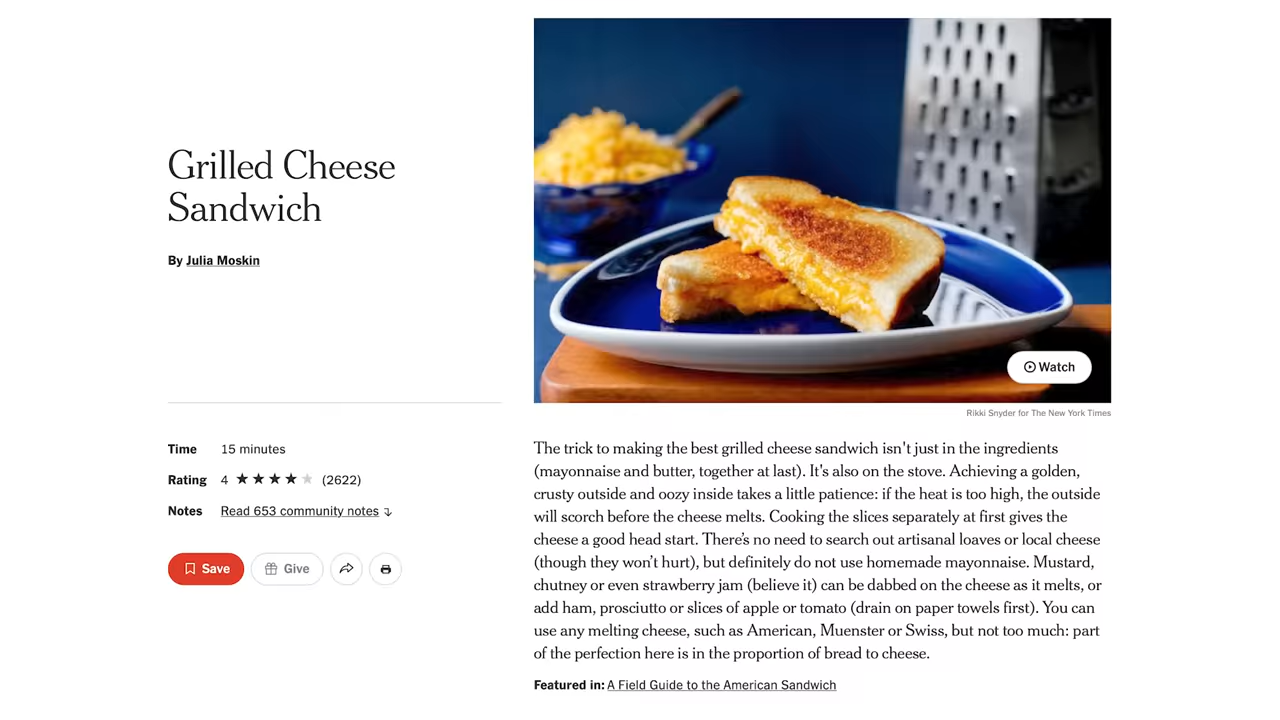 Grilled Cheese
Sandwich
By Julia Moskin
Watch
Rikki Snyder for The New York Times
Time 15 minutes
Rating 4 ★★★★★ (2622)
Notes Read 653 community notes
Save Give
The trick to making the best grilled cheese sandwich isn't just in the ingredients
(mayonnaise and butter, together at last). It's also on the stove. Achieving a golden,
crusty outside and oozy inside takes a little patience: if the heat is too high, the outside
will scorch before the cheese melts. Cooking the slices separately at first gives the
cheese a good head start. There's no need to search out artisanal loaves or local cheese
(though they won't hurt), but definitely do not use homemade mayonnaise. Mustard,
chutney or even strawberry jam (believe it) can be dabbed on the cheese as it melts, or
add ham, prosciutto or slices of apple or tomato (drain on paper towels first). You can
use any melting cheese, such as American, Muenster or Swiss, but not too much: part
of the perfection here is in the proportion of bread to cheese.
Featured in: A Field Guide to the American Sandwich